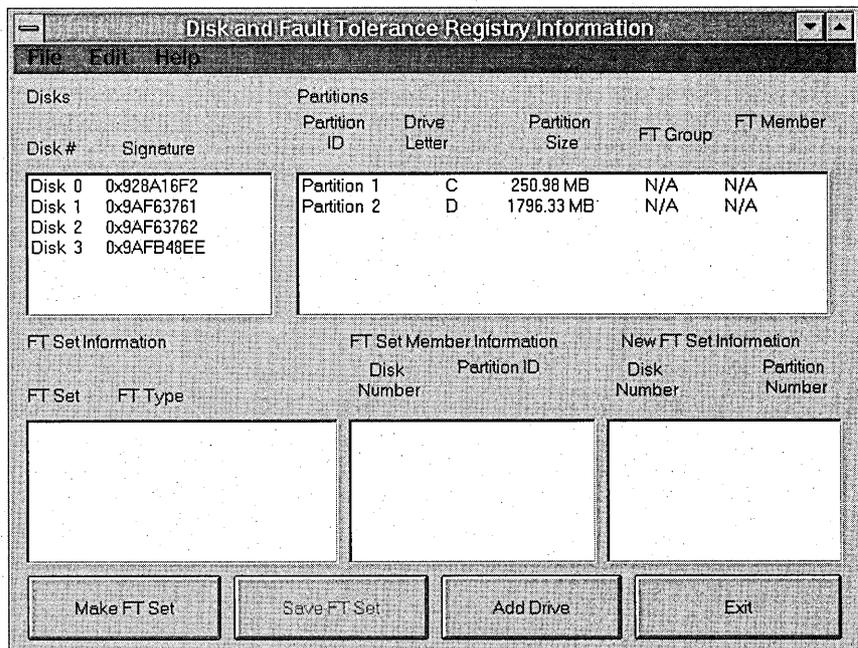 Disk and Fault Tolerance Registry Information
File Edit Help
Disks
Partitions
Disk # Signature
Partition ID Drive Letter Partition Size FT Group FT Member
Disk 0 0x928A16F2
Disk 1 0x9AF63761
Disk 2 0x9AF63762
Disk 3 0x9AFB48EE
Partition 1 C 250.98 MB N/A N/A
Partition 2 D 1796.33 MB N/A N/A
FT Set Information
FT Set FT Type
FT Set Member Information
Disk Number Partition ID
New FT Set Information
Disk Number Partition Number
Make FT Set
Save FT Set
Add Drive
Exit